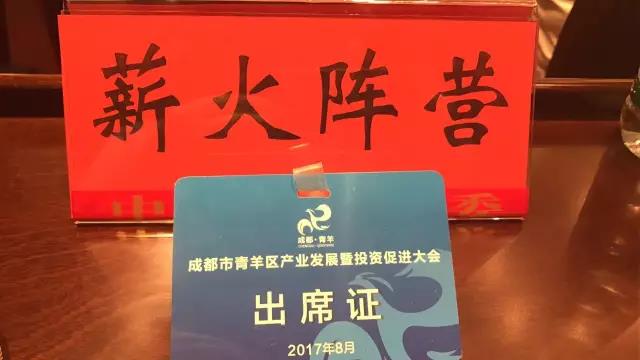 薪火阵营
成都·青羊
成都市青羊区产业发展暨投资促进大会
出席证
2017年8月